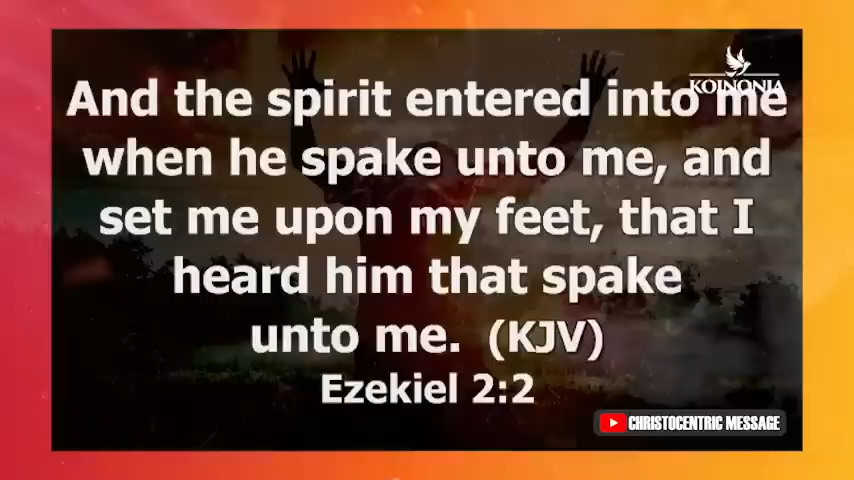 KOINONIA
And the spirit entered into me
when he spake unto me, and
set me upon my feet, that I
heard him that spake
unto me. (KJV)
Ezekiel 2:2
CHRISTOCENTRIC MESSAGE